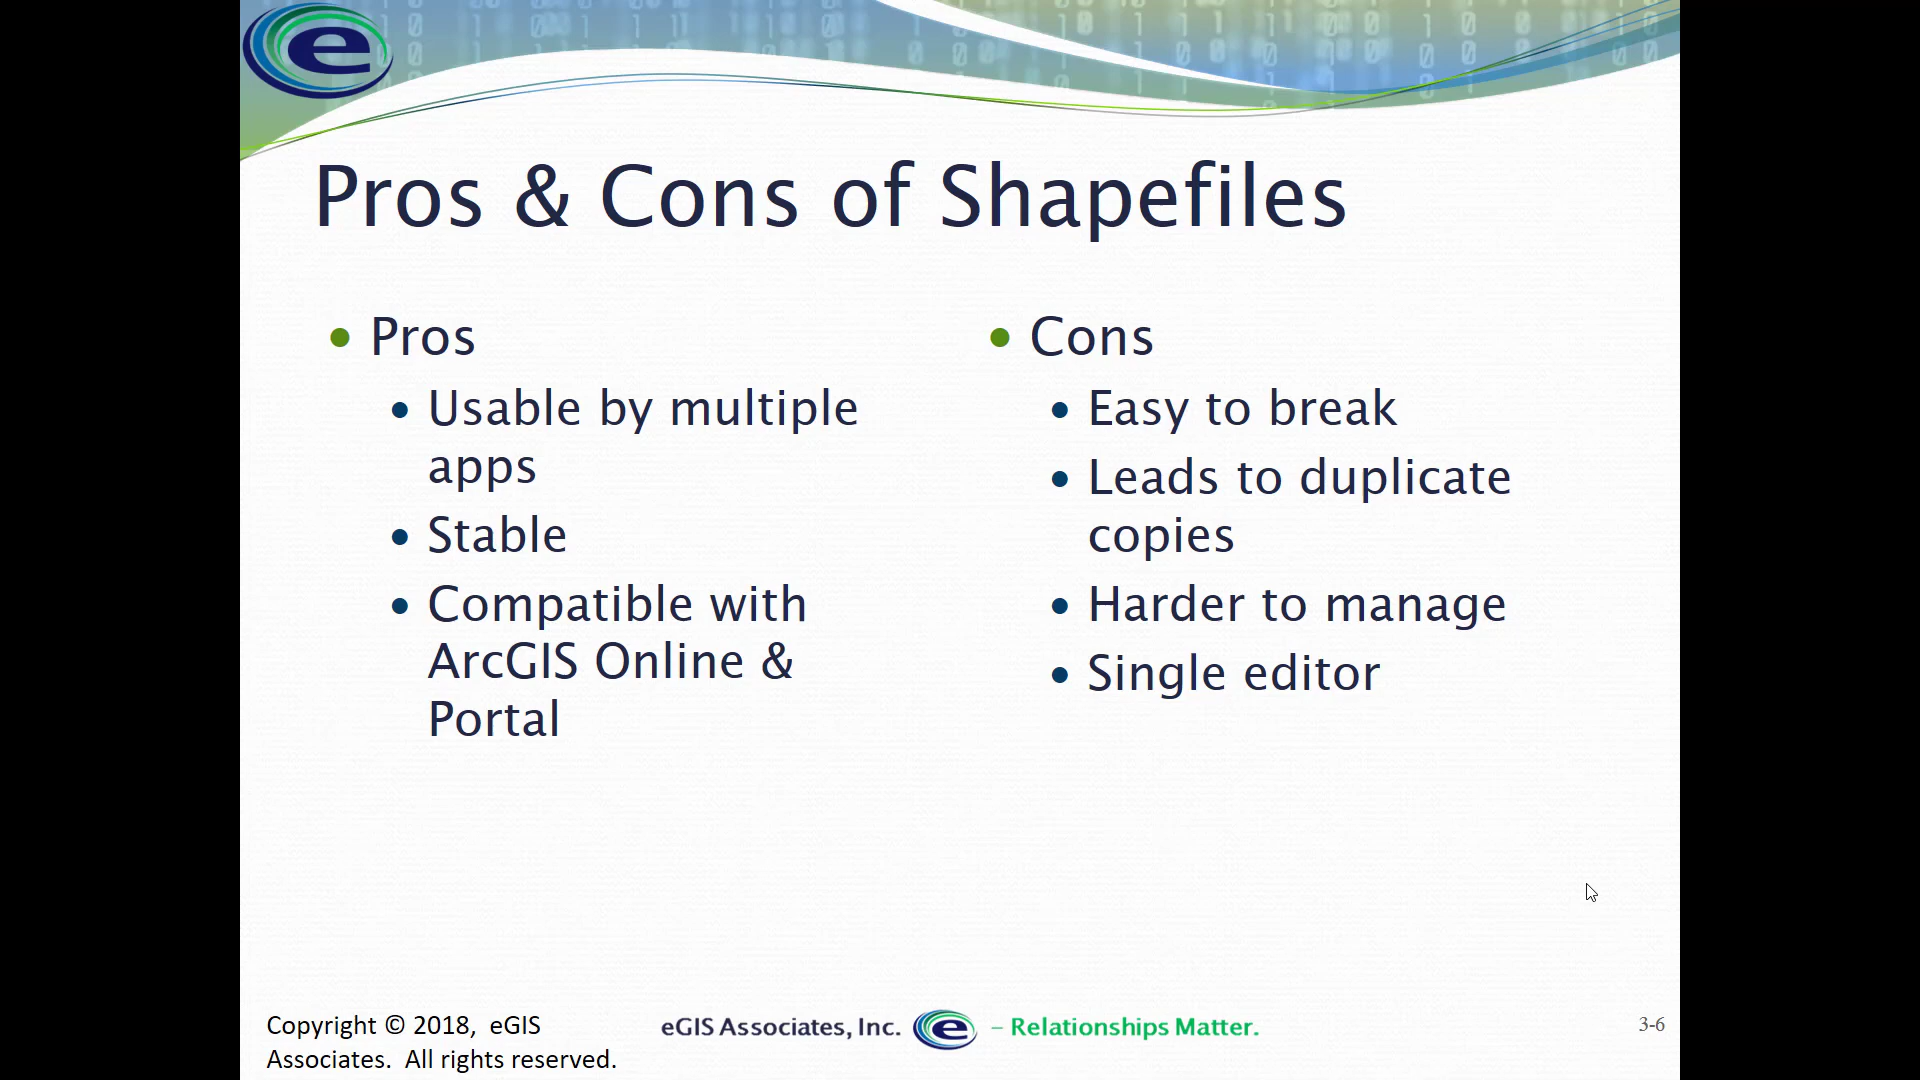 Pros & Cons of Shapefiles
• Pros
• Usable by multiple
apps
• Stable
• Compatible with
ArcGIS Online &
Portal
• Cons
• Easy to break
• Leads to duplicate
copies
• Harder to manage
• Single editor
Copyright © 2018, eGIS
Associates. All rights reserved.
eGIS Associates, Inc. e – Relationships Matter.
3-6